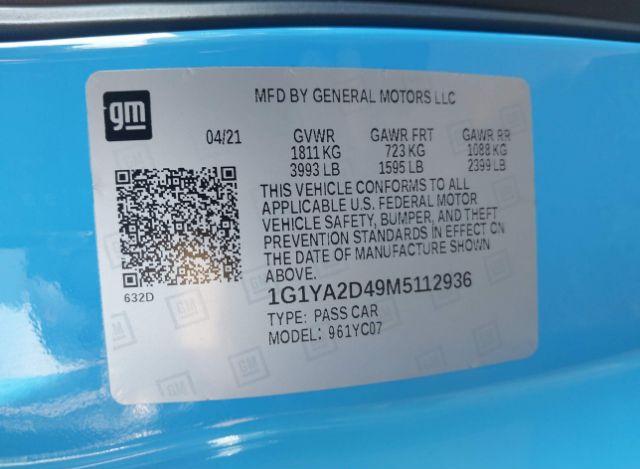 gm
MFD BY GENERAL MOTORS LLC
04/21 GVWR GAWR FRT GAWR RR
1811 KG 723 KG 1088 KG
3993 LB 1595 LB 2399 LB
THIS VEHICLE CONFORMS TO ALL
APPLICABLE U.S. FEDERAL MOTOR
VEHICLE SAFETY, BUMPER, AND THEFT
PREVENTION STANDARDS IN EFFECT ON
THE DATE OF MANUFACTURE SHOWN
ABOVE.
632D
1G1YA2D49M5112936
TYPE: PASS CAR
MODEL: 961YC07